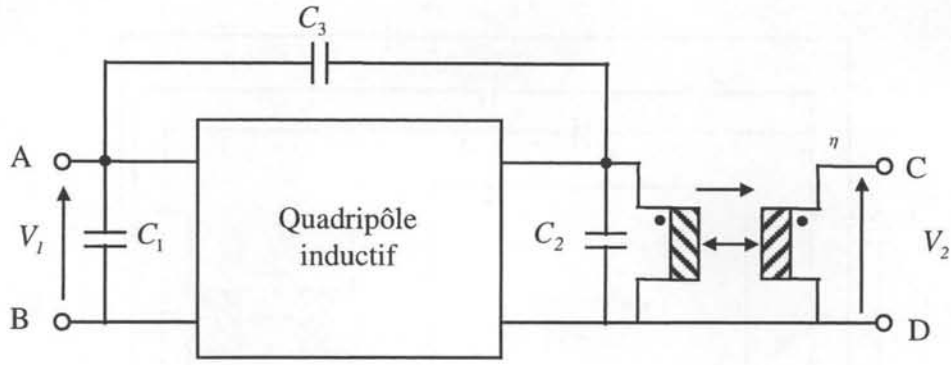 C₃
A
η
C
V₁
C₁
Quadripôle
inductif
C₂
V₂
B
D